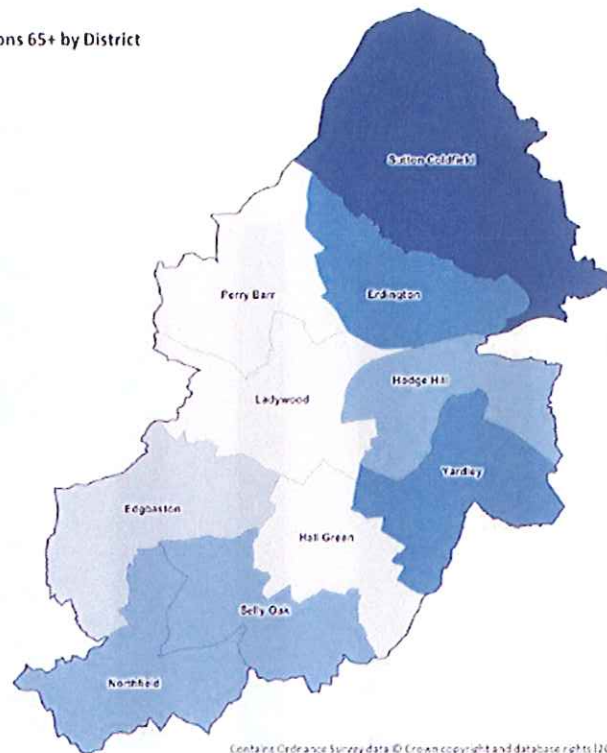 ons 65+ by District
Sutton Coldfield
Erdington
Perry Barr
Hodge Hill
Ladywood
Yardley
Edgbaston
Hall Green
Selly Oak
Northfield
Contains Ordnance Survey data © Crown copyright and database rights [20